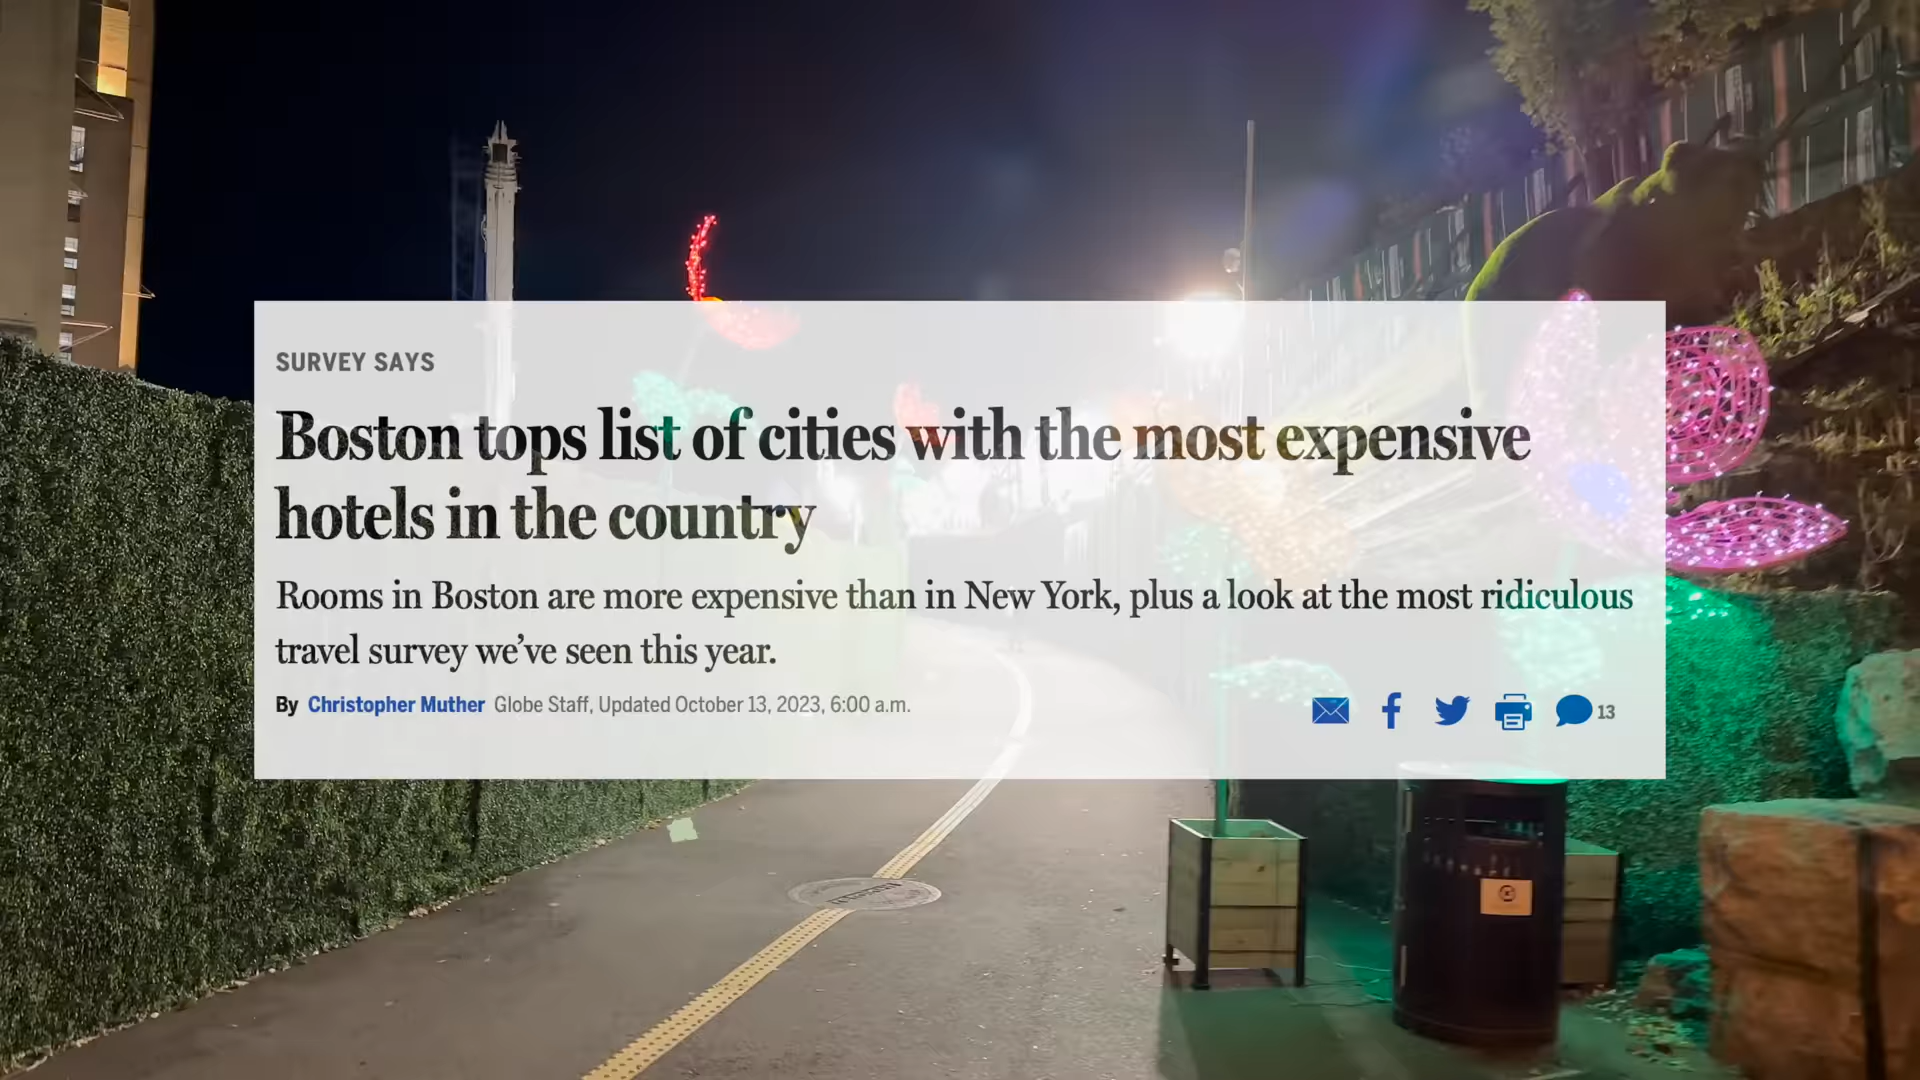 SURVEY SAYS
Boston tops list of cities with the most expensive
hotels in the country
Rooms in Boston are more expensive than in New York, plus a look at the most ridiculous
travel survey we’ve seen this year.
By Christopher Muther Globe Staff, Updated October 13, 2023, 6:00 a.m.
13